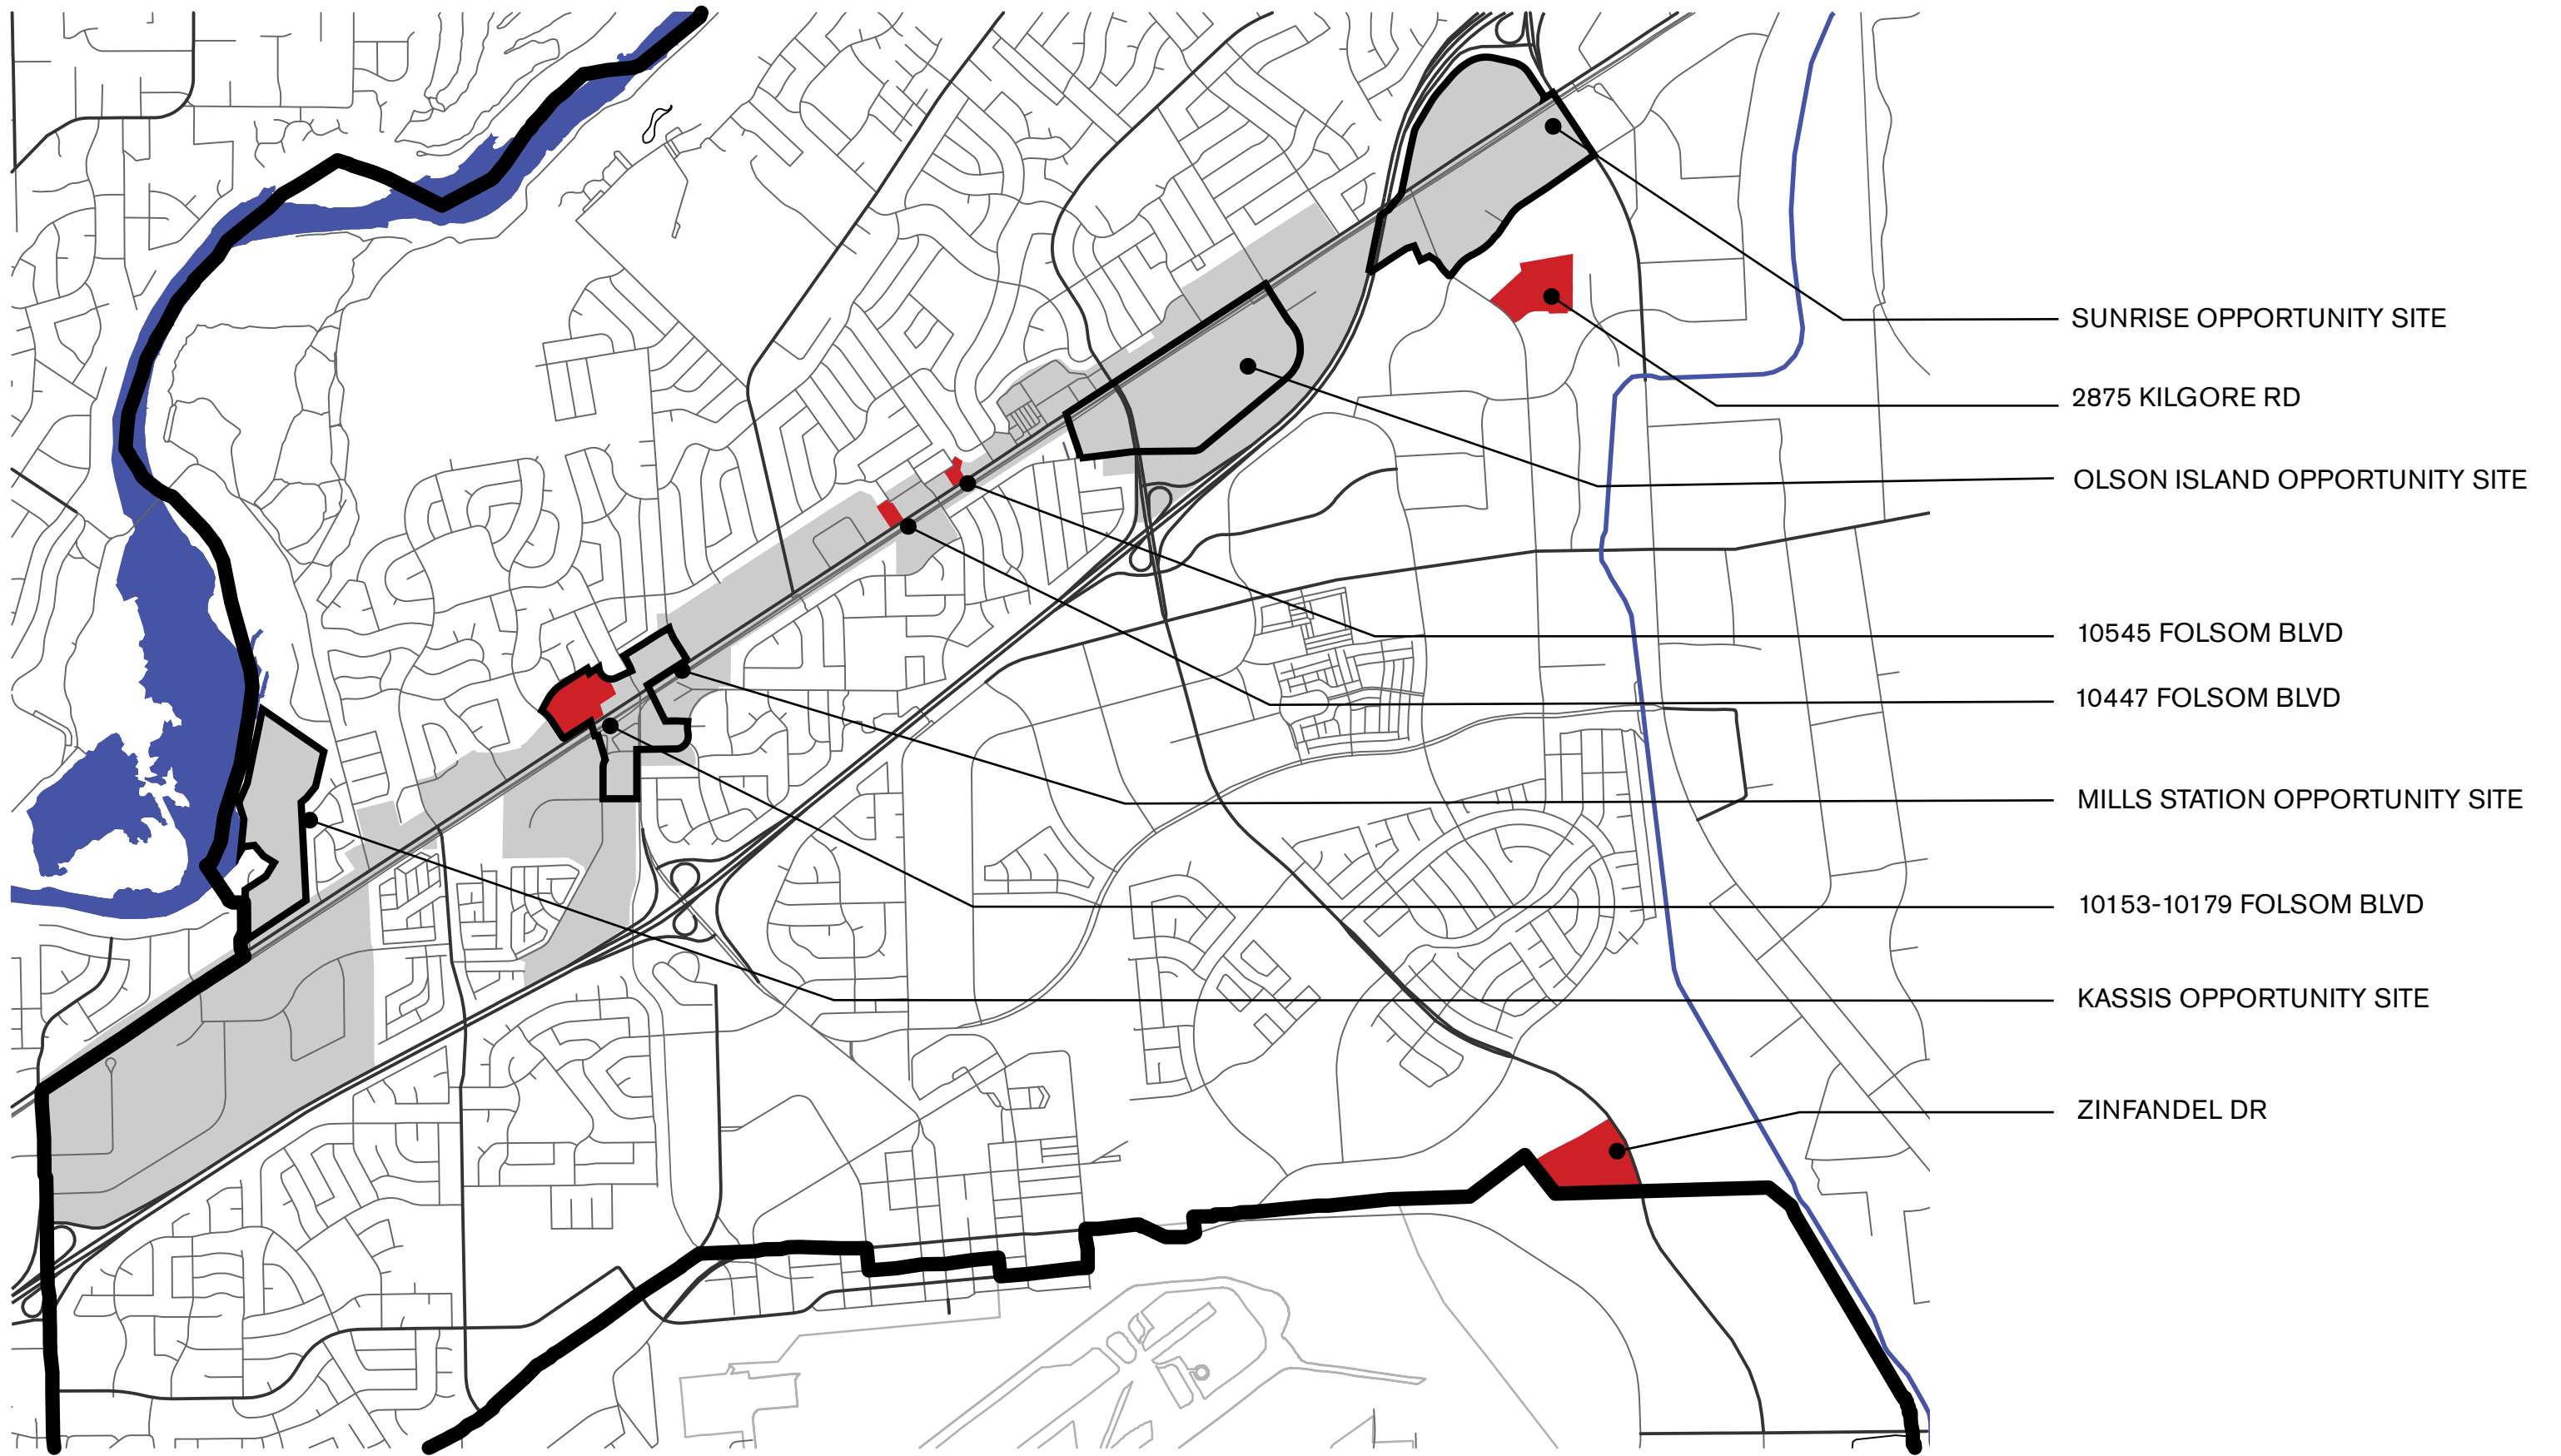 SUNRISE OPPORTUNITY SITE
2875 KILGORE RD
OLSON ISLAND OPPORTUNITY SITE
10545 FOLSOM BLVD
10447 FOLSOM BLVD
MILLS STATION OPPORTUNITY SITE
10153-10179 FOLSOM BLVD
KASSIS OPPORTUNITY SITE
ZINFANDEL DR